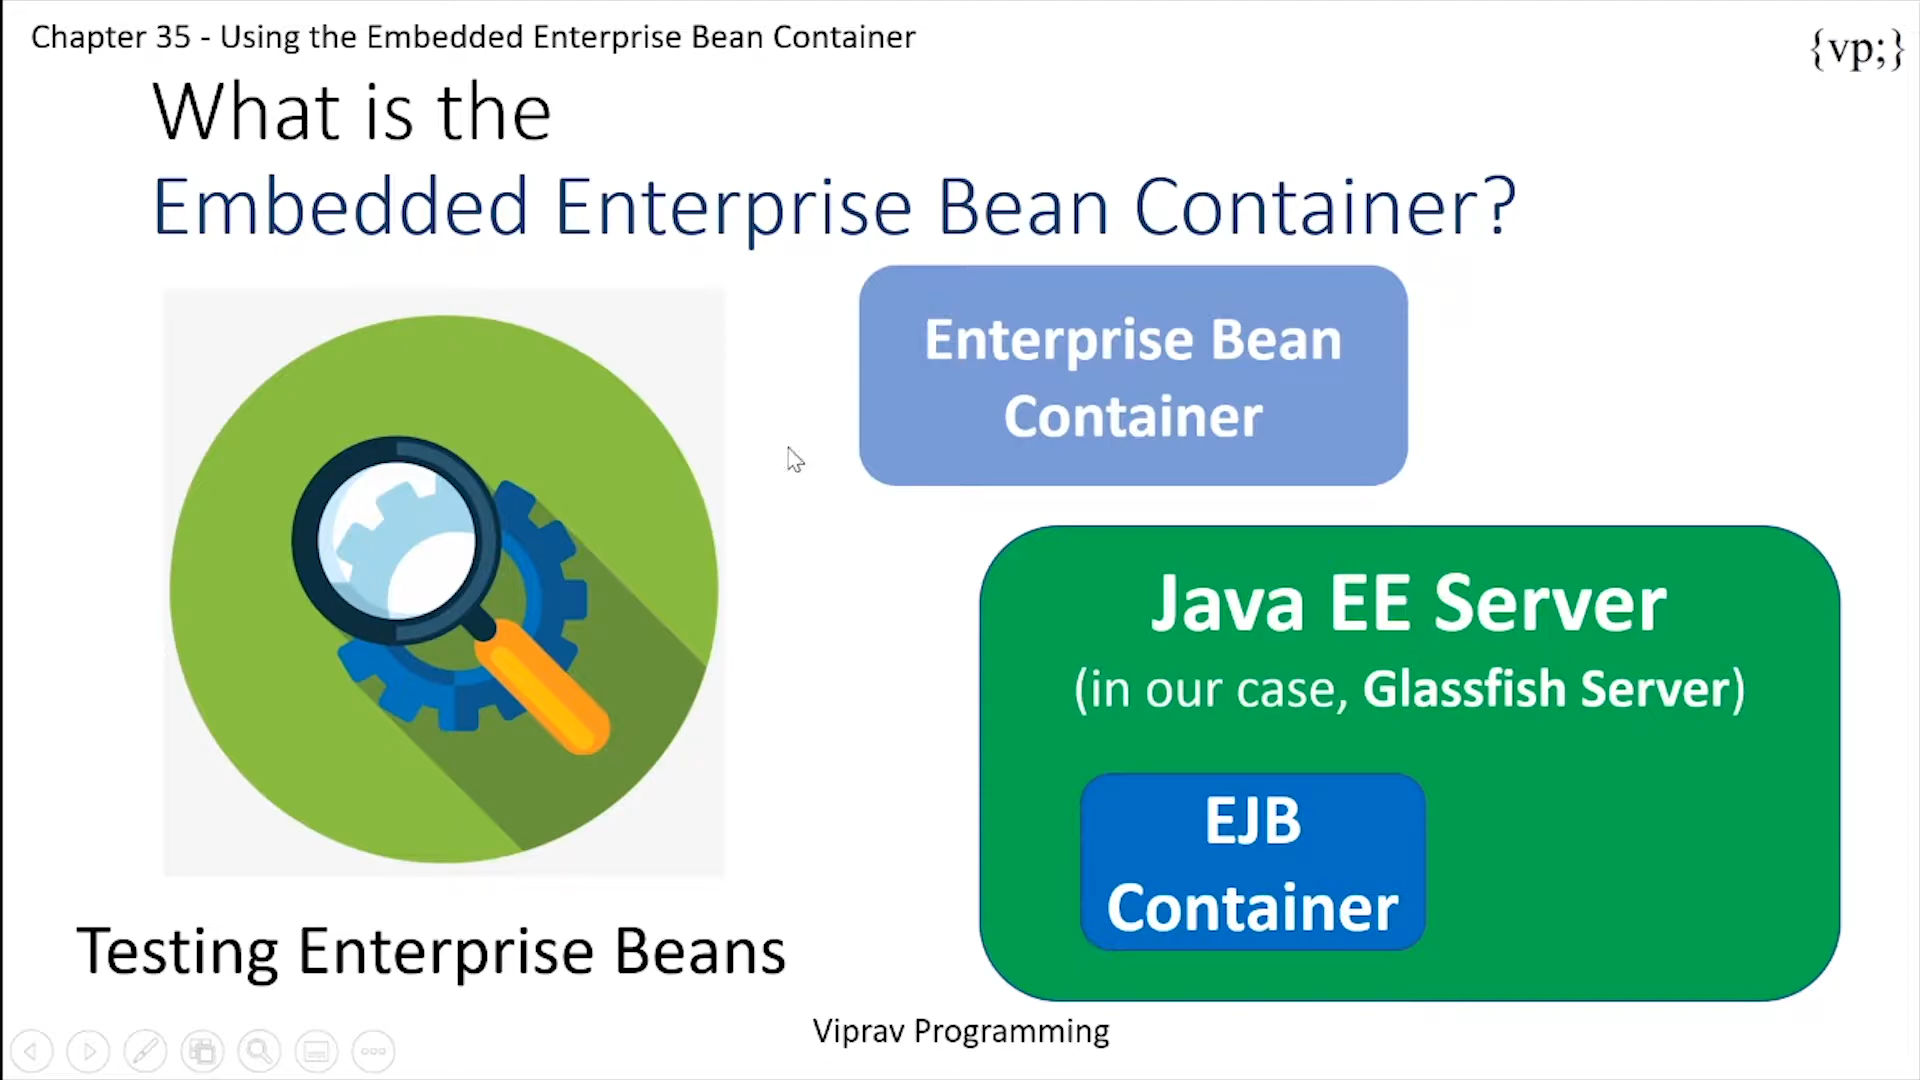 Chapter 35 - Using the Embedded Enterprise Bean Container
{vp;}
What is the
Embedded Enterprise Bean Container?
Enterprise Bean
Container
Java EE Server
(in our case, Glassfish Server)
EJB
Container
Testing Enterprise Beans
Viprav Programming